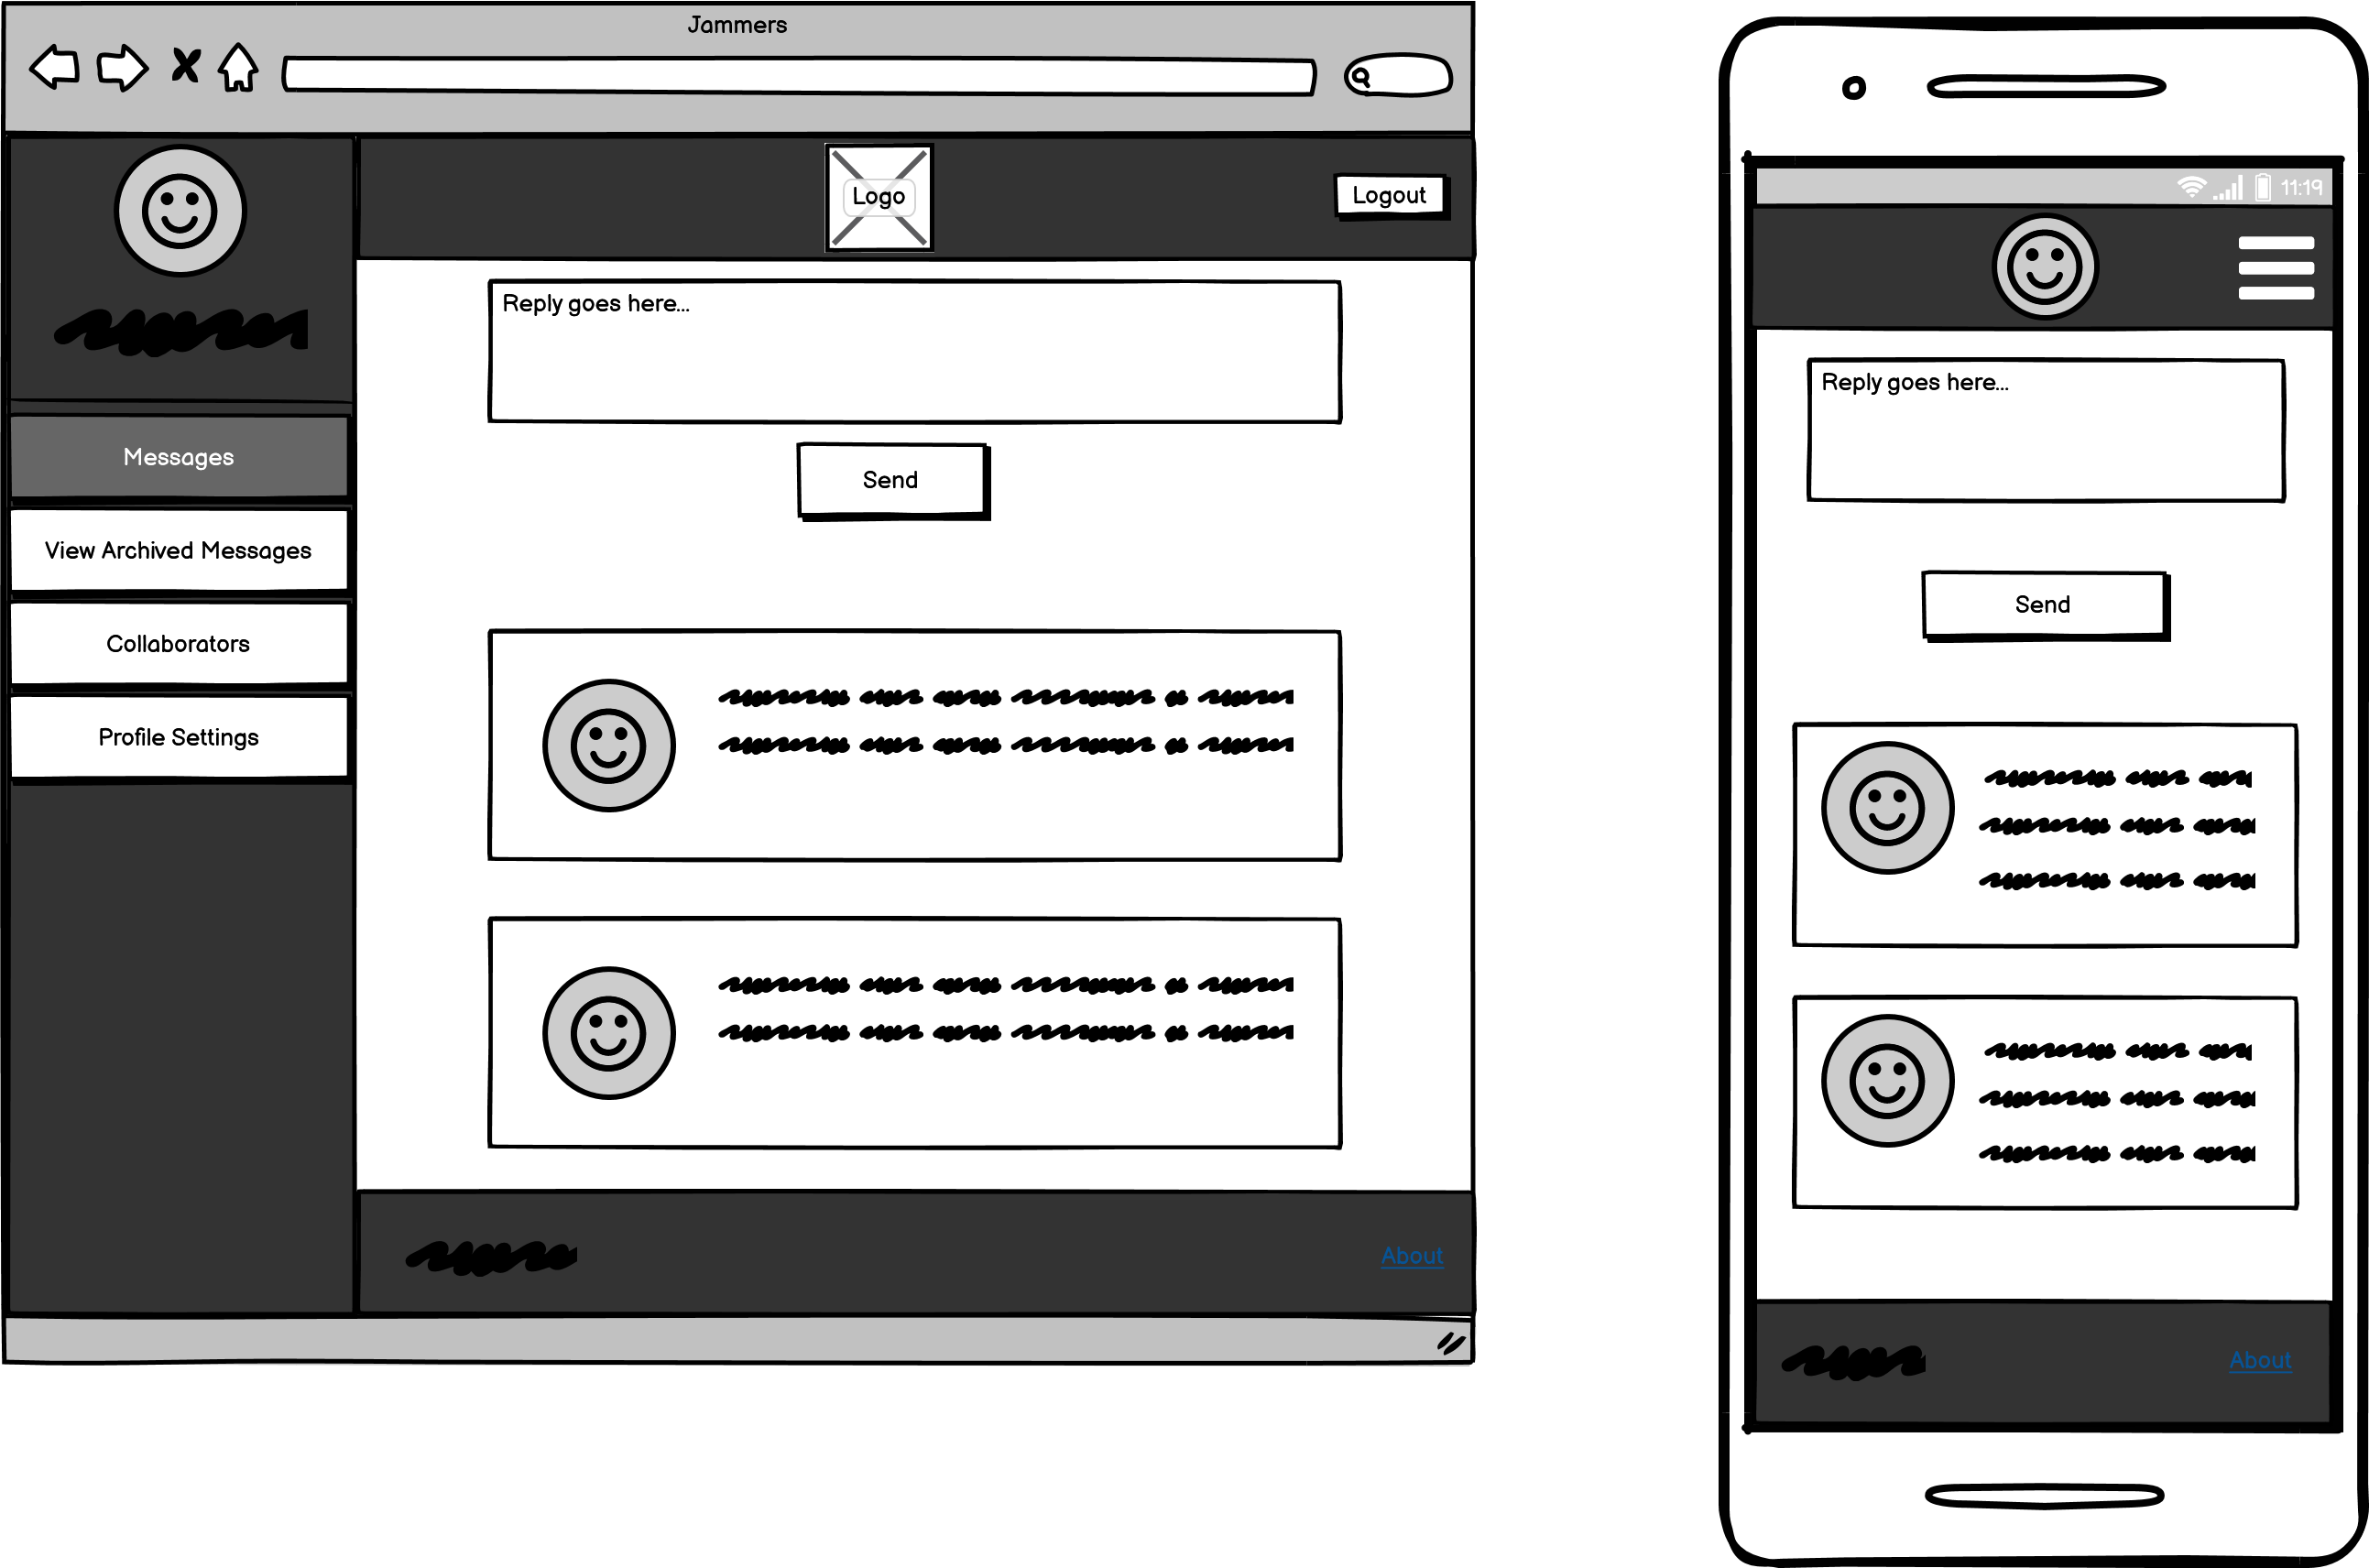 Jammers
Logo
Logout
Reply goes here...
Messages
Send
View Archived Messages
Collaborators
Profile Settings
About
11:19
Reply goes here...
Send
About